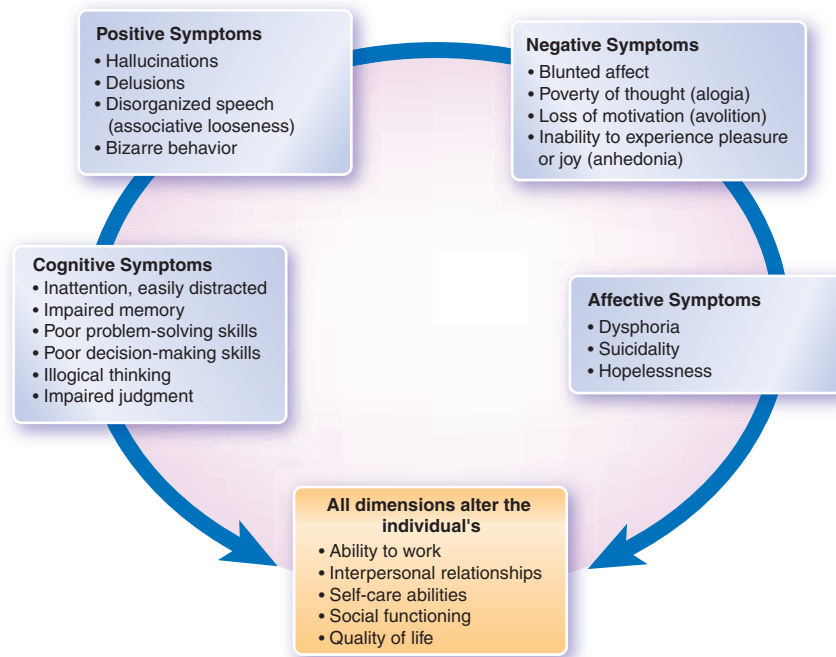 Positive Symptoms
• Hallucinations
• Delusions
• Disorganized speech
(associative looseness)
• Bizarre behavior
Negative Symptoms
• Blunted affect
• Poverty of thought (alogia)
• Loss of motivation (avolition)
• Inability to experience pleasure
or joy (anhedonia)
Cognitive Symptoms
• Inattention, easily distracted
• Impaired memory
• Poor problem-solving skills
• Poor decision-making skills
• Illogical thinking
• Impaired judgment
Affective Symptoms
• Dysphoria
• Suicidality
• Hopelessness
All dimensions alter the
individual's
• Ability to work
• Interpersonal relationships
• Self-care abilities
• Social functioning
• Quality of life